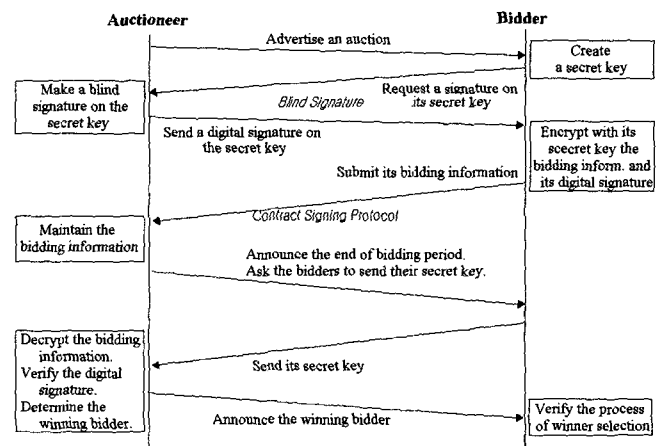 Auctioneer
Bidder
Advertise an auction
Create
a secret key
Request a signature on
its secret key
Blind Signature
Make a blind
signature on the
secret key
Send a digital signature on
the secret key
Encrypt with its
scecret key the
bidding inform. and
its digital signature
Submit its bidding information
Contract Signing Protocol
Maintain the
bidding information
Announce the end of bidding period.
Ask the bidders to send their secret key.
Send its secret key
Decrypt the bidding
information.
Verify the digital
signature.
Determine the
winning bidder.
Announce the winning bidder
Verify the process
of winner selection